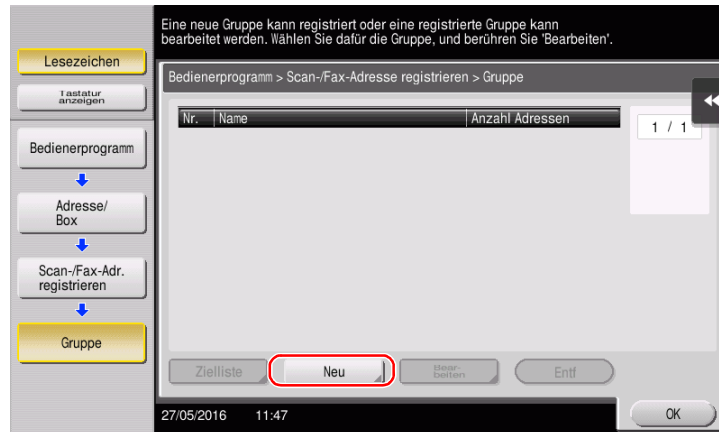 Eine neue Gruppe kann registriert oder eine registrierte Gruppe kann
bearbeitet werden. Wählen Sie dafür die Gruppe, und berühren Sie 'Bearbeiten'.
Lesezeichen
Tastatur
anzeigen
Bedienerprogramm
Adresse/
Box
Scan-/Fax-Adr.
registrieren
Gruppe
Bedienerprogramm > Scan-/Fax-Adresse registrieren > Gruppe
Nr. Name Anzahl Adressen
1 / 1
Zielliste Neu Bear-
beiten Entf
27/05/2016 11:47 OK